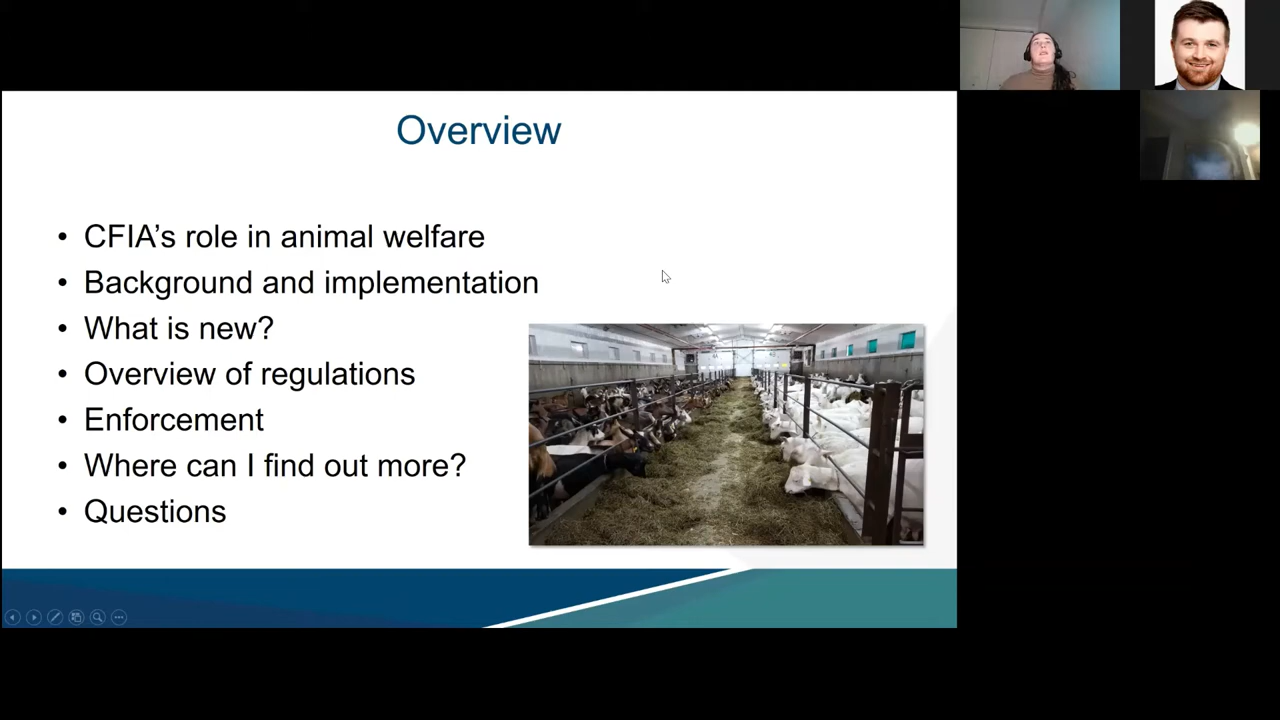 Overview
• CFIA’s role in animal welfare
• Background and implementation
• What is new?
• Overview of regulations
• Enforcement
• Where can I find out more?
• Questions